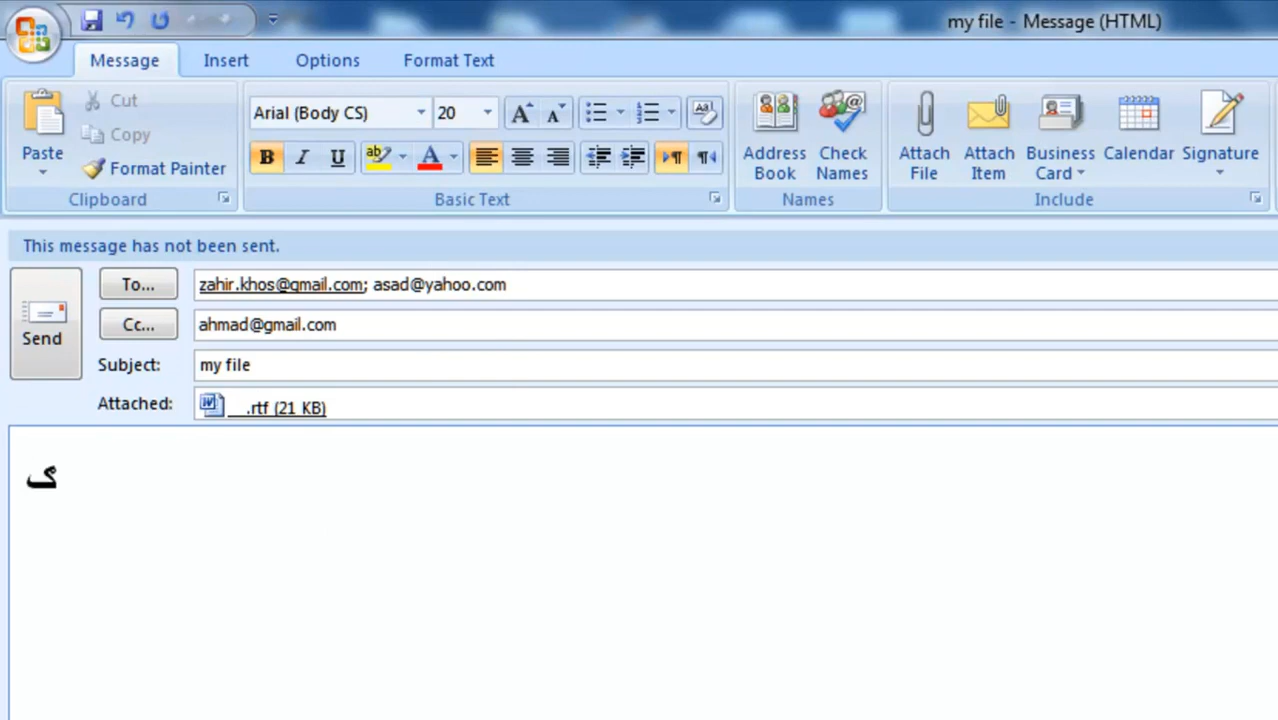 my file - Message (HTML)
Message Insert Options Format Text
Paste
Cut
Copy
Format Painter
Clipboard
Arial (Body CS) 20
B I U ab A
Basic Text
Address Book
Check Names
Names
Attach File
Attach Item
Business Card
Calendar
Signature
Include
This message has not been sent.
Send
To... zahir.khos@gmail.com; asad@yahoo.com
Cc... ahmad@gmail.com
Subject: my file
Attached: .rtf (21 KB)
گ